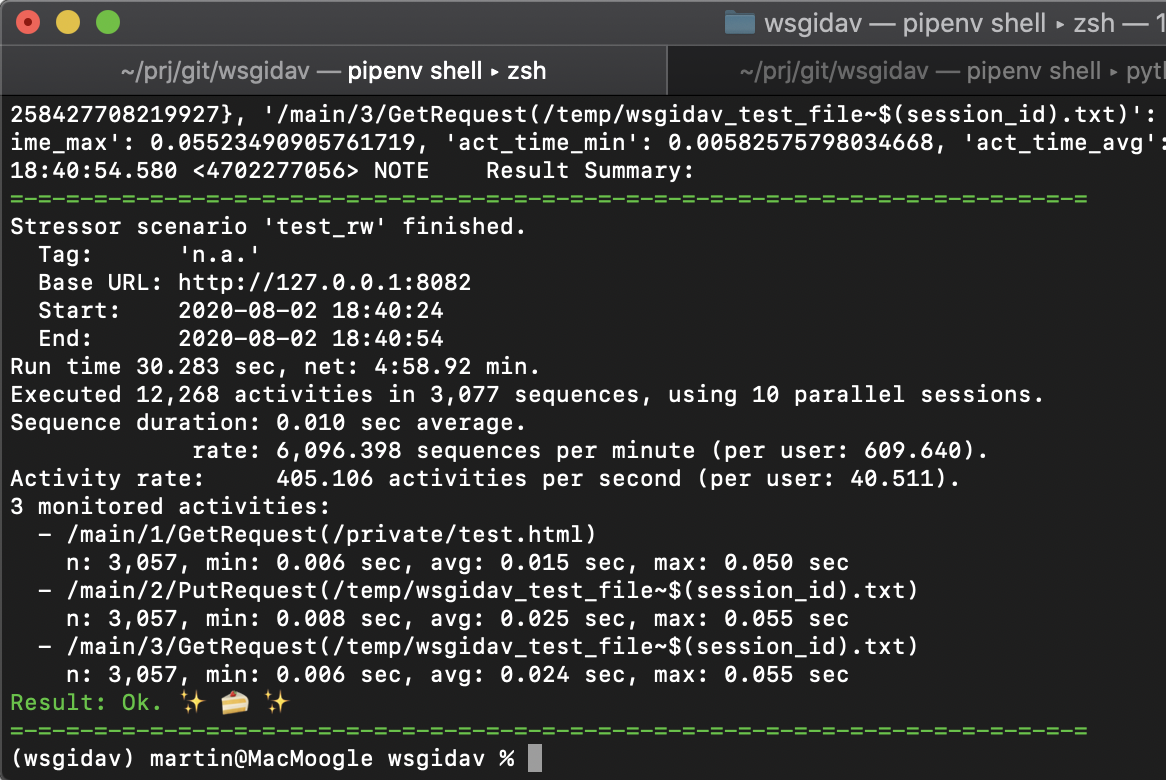 wsgidav — pipenv shell ▸ zsh — 1
~/prj/git/wsgidav — pipenv shell ▸ zsh
~/prj/git/wsgidav — pipenv shell ▸ pyt
258427708219927}, '/main/3/GetRequest(/temp/wsgidav_test_file~$(session_id).txt)':
ime_max': 0.05523490905761719, 'act_time_min': 0.00582575798034668, 'act_time_avg':
18:40:54.580 <4702277056> NOTE    Result Summary:
=-=-=-=-=-=-=-=-=-=-=-=-=-=-=-=-=-=-=-=-=-=-=-=-=-=-=-=-=-=-=-=-=-=-=-=-=-=
Stressor scenario 'test_rw' finished.
  Tag:      'n.a.'
  Base URL: http://127.0.0.1:8082
  Start:    2020-08-02 18:40:24
  End:      2020-08-02 18:40:54
Run time 30.283 sec, net: 4:58.92 min.
Executed 12,268 activities in 3,077 sequences, using 10 parallel sessions.
Sequence duration: 0.010 sec average.
             rate: 6,096.398 sequences per minute (per user: 609.640).
Activity rate:     405.106 activities per second (per user: 40.511).
3 monitored activities:
  - /main/1/GetRequest(/private/test.html)
    n: 3,057, min: 0.006 sec, avg: 0.015 sec, max: 0.050 sec
  - /main/2/PutRequest(/temp/wsgidav_test_file~$(session_id).txt)
    n: 3,057, min: 0.008 sec, avg: 0.025 sec, max: 0.055 sec
  - /main/3/GetRequest(/temp/wsgidav_test_file~$(session_id).txt)
    n: 3,057, min: 0.006 sec, avg: 0.024 sec, max: 0.055 sec
Result: Ok. ✨ 🍰 ✨
=-=-=-=-=-=-=-=-=-=-=-=-=-=-=-=-=-=-=-=-=-=-=-=-=-=-=-=-=-=-=-=-=-=-=-=-=-=
(wsgidav) martin@MacMoogle wsgidav %